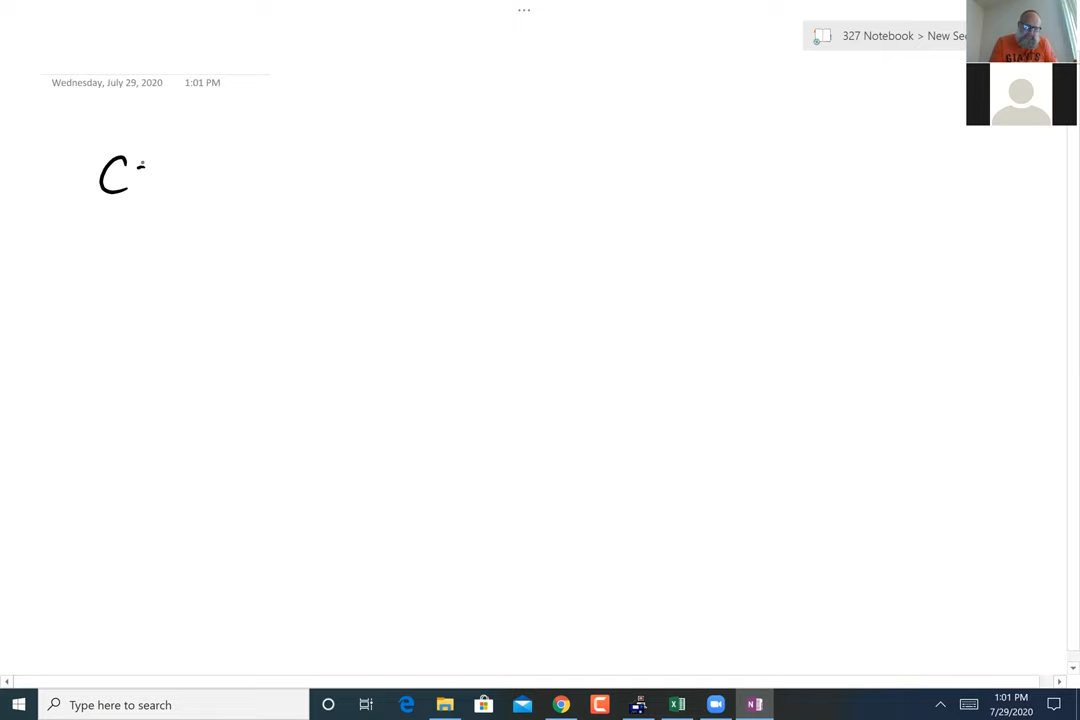 327 Notebook > New Se
Wednesday, July 29, 2020 1:01 PM
C
GIANTS
Type here to search
1:01 PM
7/29/2020